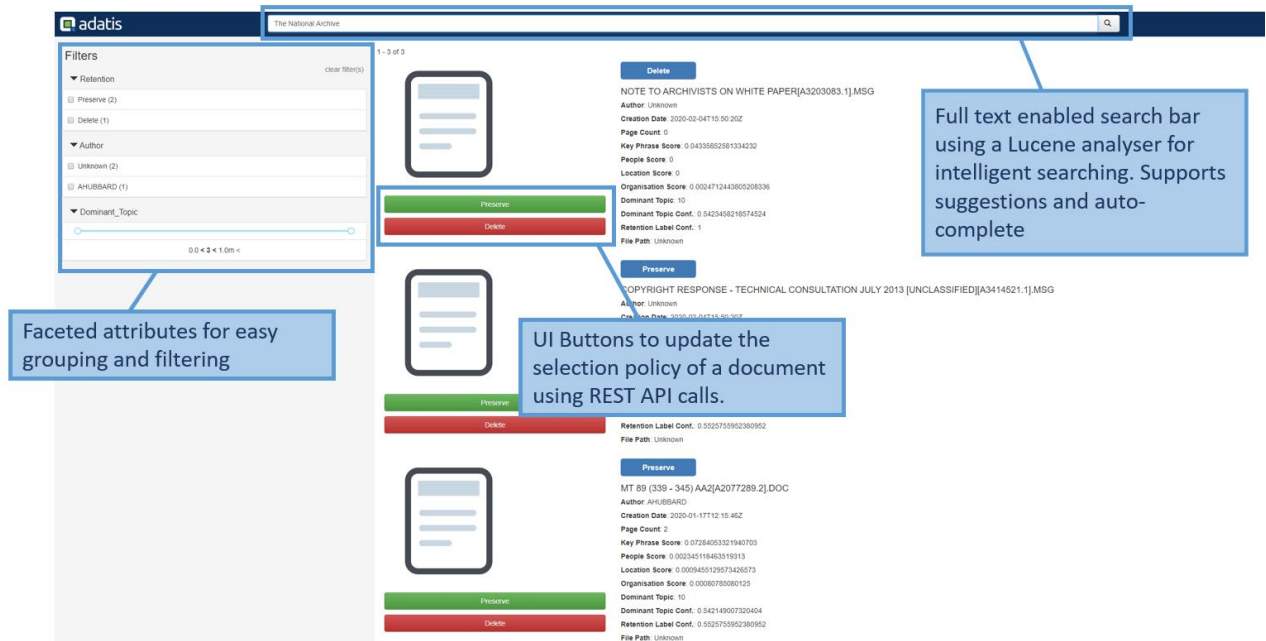 adatis
The National Archive
Filters
clear filter(s)
Retention
Preserve (2)
Delete (1)
Author
Unknown (2)
AHUBBARD (1)
Dominant_Topic
0.0 < 3 < 1.0m <
Faceted attributes for easy
grouping and filtering
1 - 3 of 3
Preserve
Delete
Delete
NOTE TO ARCHIVISTS ON WHITE PAPER[A3203083.1].MSG
Author: Unknown
Creation Date: 2020-02-04T15:50:20Z
Page Count: 0
Key Phrase Score: 0.04335852581334232
People Score: 0
Location Score: 0
Organisation Score: 0.0024712443805208336
Dominant Topic: 10
Dominant Topic Conf.: 0.5423458218574524
Retention Label Conf.: 1
File Path: Unknown
Full text enabled search bar
using a Lucene analyser for
intelligent searching. Supports
suggestions and auto-
complete
Preserve
COPYRIGHT RESPONSE - TECHNICAL CONSULTATION JULY 2013 [UNCLASSIFIED][A3414521.1].MSG
Author: Unknown
Creation Date: 2020-02-04T15:50:20Z
UI Buttons to update the
selection policy of a document
using REST API calls.
Preserve
Delete
Retention Label Conf.: 0.5525755952380952
File Path: Unknown
Preserve
MT 89 (339 - 345) AA2[A2077289.2].DOC
Author: AHUBBARD
Creation Date: 2020-01-17T12:15:46Z
Page Count: 2
Key Phrase Score: 0.07284053321940703
People Score: 0.002345116463519313
Location Score: 0.0009455129573426573
Organisation Score: 0.00080785080125
Dominant Topic: 10
Dominant Topic Conf.: 0.542149007320404
Retention Label Conf.: 0.5525755952380952
File Path: Unknown
Preserve
Delete